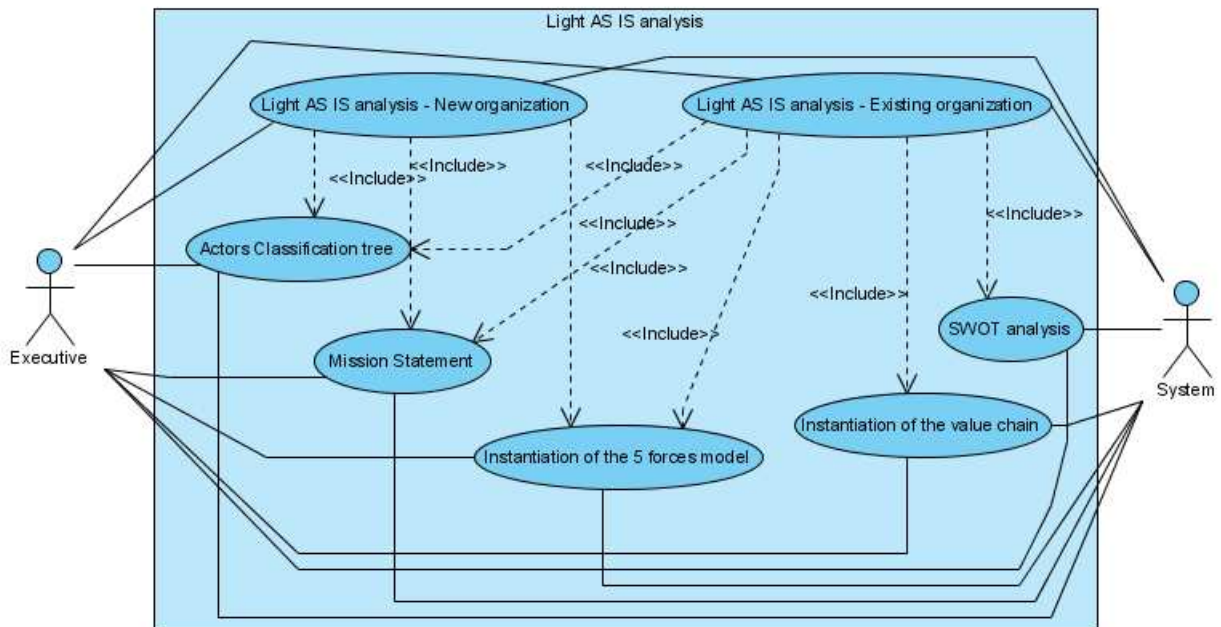 Light AS IS analysis
Light AS IS analysis - New organization
Light AS IS analysis - Existing organization
<<Include>>
<<Include>>
<<Include>>
<<Include>>
<<Include>>
<<Include>>
<<Include>>
<<Include>>
Actors Classification tree
Executive
Mission Statement
SWOT analysis
System
Instantiation of the value chain
Instantiation of the 5 forces model